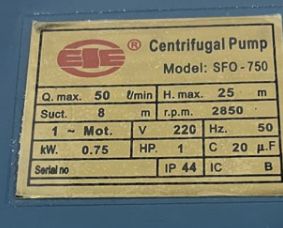 ® Centrifugal Pump
Model: SFO-750
Q. max. 50 ℓ/min H. max. 25 m
Suct. 8 m r.p.m. 2850
1 ~ Mot. V 220 Hz. 50
kW. 0.75 HP. 1 C 20 µ.F
Serial no IP 44 IC B